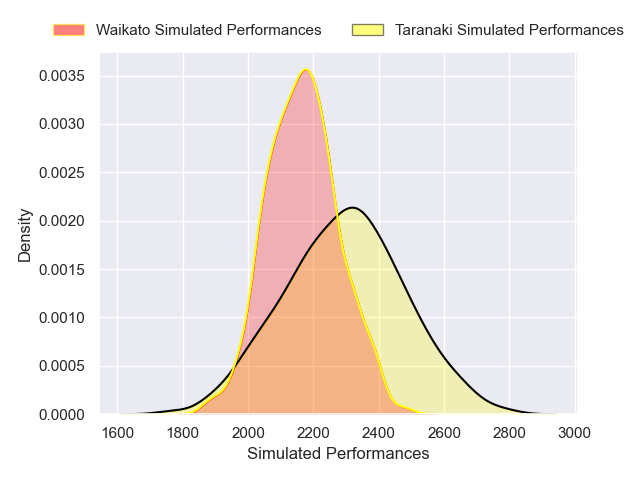 Waikato Simulated Performances
Taranaki Simulated Performances
0.0035
0.0030
0.0025
0.0020
0.0015
0.0010
0.0005
0.0000
Density
1600 1800 2000 2200 2400 2600 2800 3000
Simulated Performances